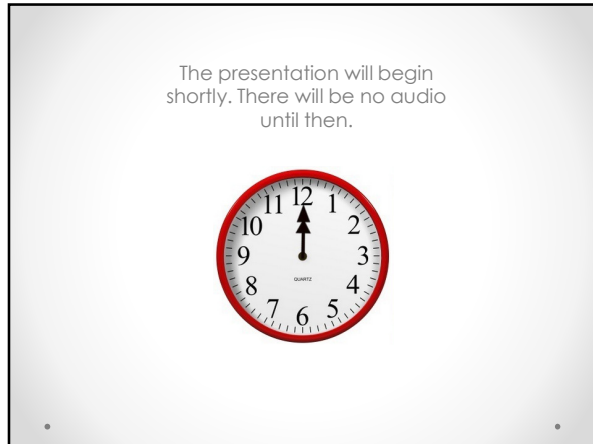 The presentation will begin
shortly. There will be no audio
until then.
12
11 1
10 2
9 3
QUARTZ
8 4
7 5
6